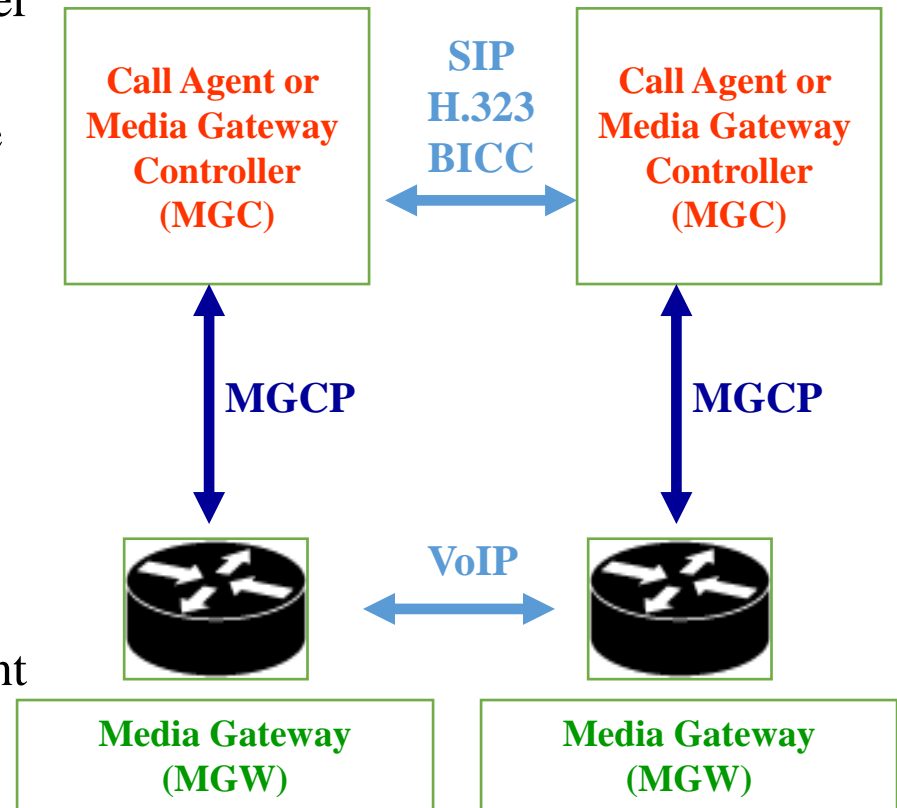 Call Agent or
Media Gateway
Controller
(MGC)
SIP
H.323
BICC
Call Agent or
Media Gateway
Controller
(MGC)
MGCP
MGCP
VoIP
Media Gateway
(MGW)
Media Gateway
(MGW)